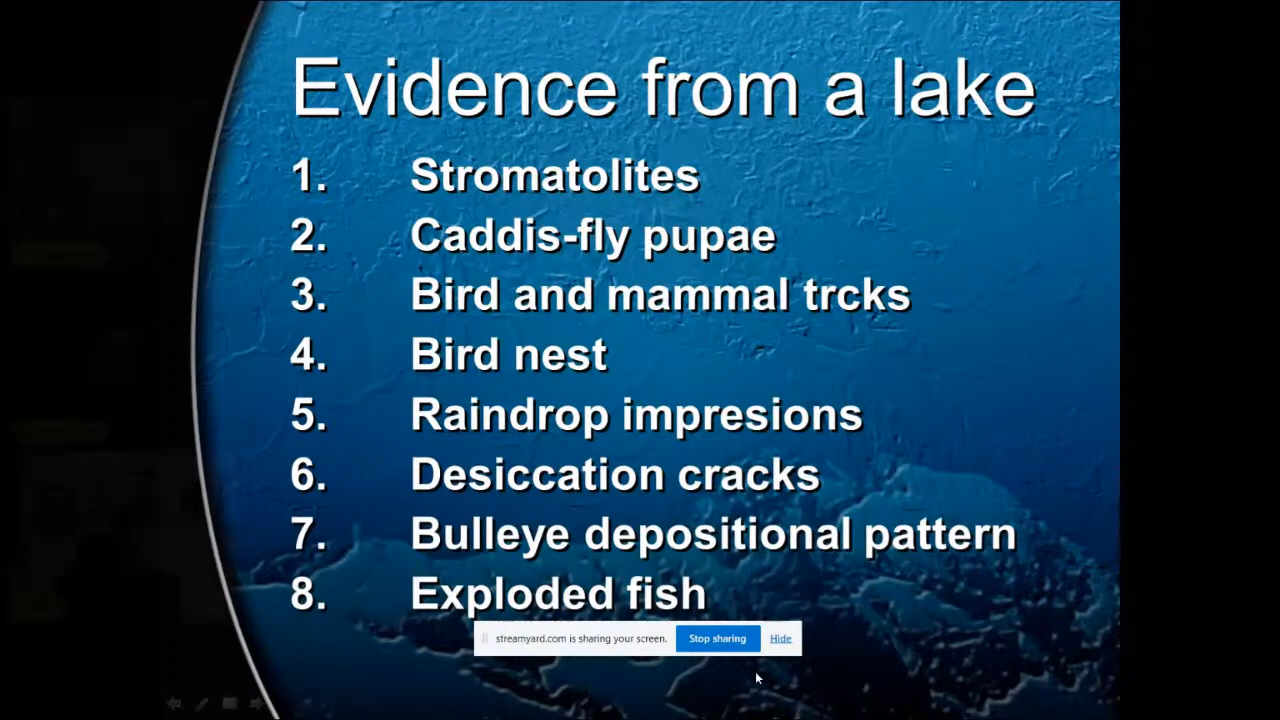 Evidence from a lake
1. Stromatolites
2. Caddis-fly pupae
3. Bird and mammal trcks
4. Bird nest
5. Raindrop impresions
6. Desiccation cracks
7. Bulleye depositional pattern
8. Exploded fish
streamyard.com is sharing your screen. Stop sharing Hide